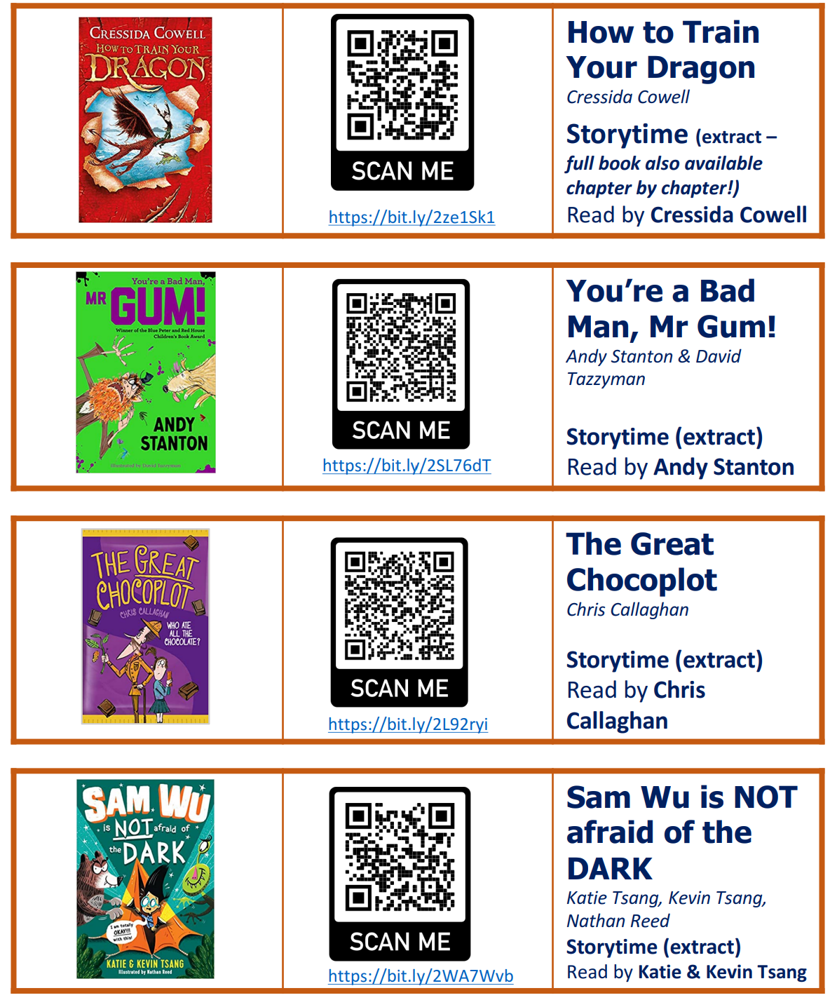 CRESSIDA COWELL
HOW TO TRAIN YOUR
DRAGON
SCAN ME
https://bit.ly/2ze1Sk1
How to Train
Your Dragon
Cressida Cowell
Storytime (extract –
full book also available
chapter by chapter!)
Read by Cressida Cowell
You're a Bad Man,
MR GUM!
Winner of the Blue Peter and Red House
Children's Book Award
ANDY
STANTON
Illustrated by David Tazzyman
SCAN ME
https://bit.ly/2SL76dT
You're a Bad
Man, Mr Gum!
Andy Stanton & David
Tazzyman
Storytime (extract)
Read by Andy Stanton
THE GREAT
CHOCOPLOT
CHRIS CALLAGHAN
WHO ATE
ALL THE
CHOCOLATE?
SCAN ME
https://bit.ly/2L92ryi
The Great
Chocoplot
Chris Callaghan
Storytime (extract)
Read by Chris
Callaghan
SAM WU
is NOT afraid of
the DARK
I am totally
OKAY!!!
with this!
KATIE & KEVIN TSANG
Illustrated by Nathan Reed
SCAN ME
https://bit.ly/2WA7Wvb
Sam Wu is NOT
afraid of the
DARK
Katie Tsang, Kevin Tsang,
Nathan Reed
Storytime (extract)
Read by Katie & Kevin Tsang